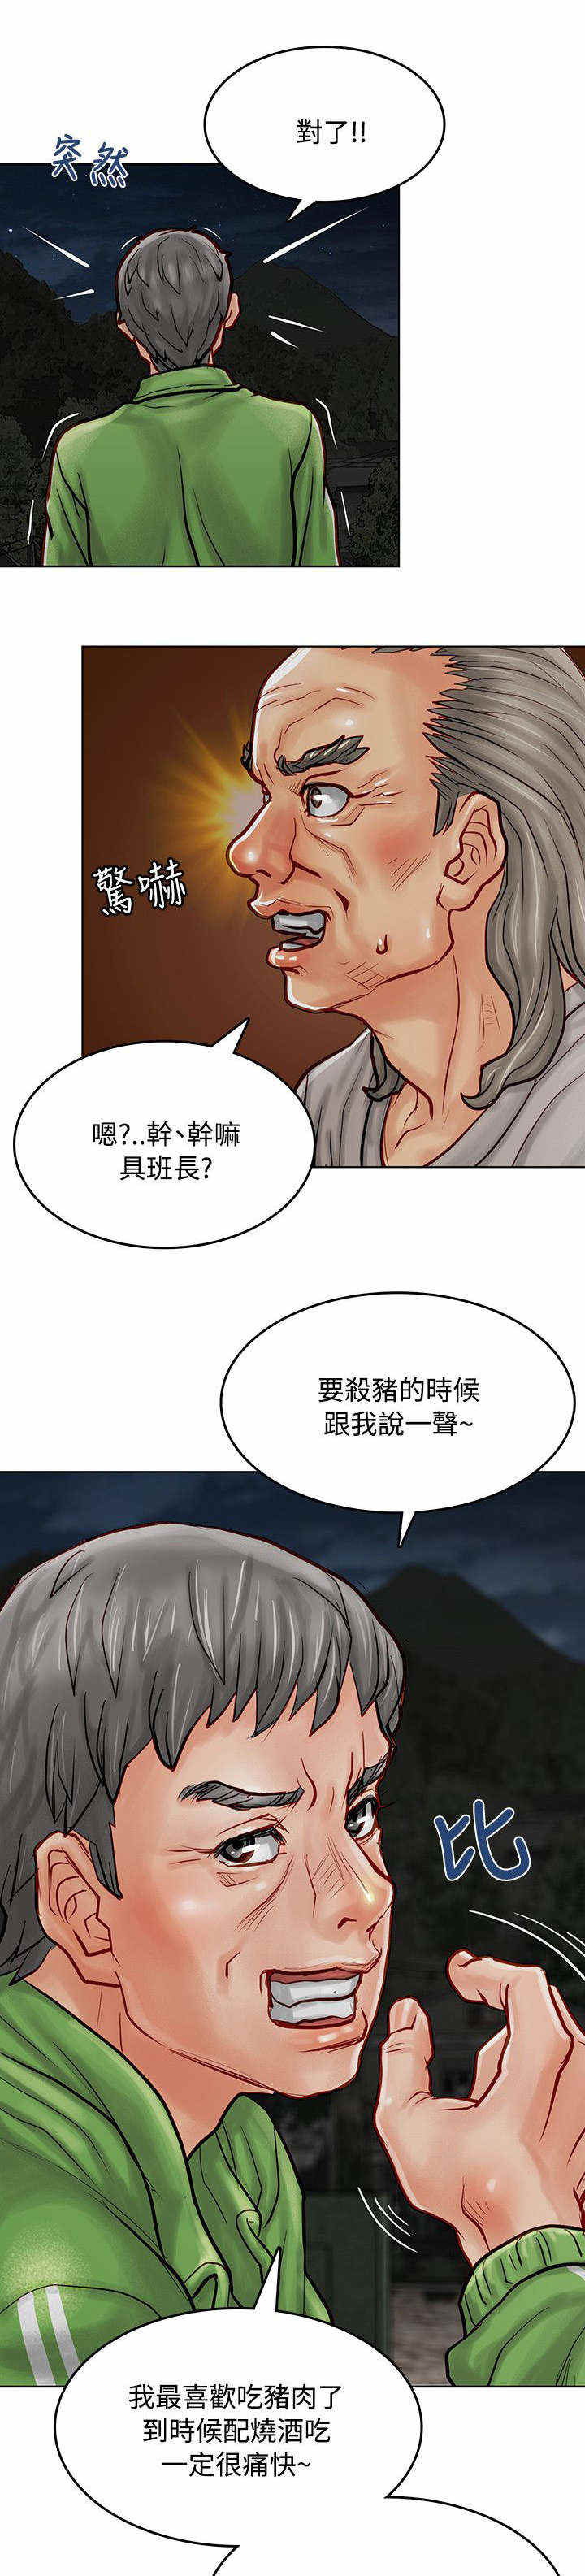 對了!!
突然
驚嚇
嗯?..幹、幹嘛
具班長?
要殺豬的時候
跟我說一聲~
比
我最喜歡吃豬肉了
到時候配燒酒吃
一定很痛快~